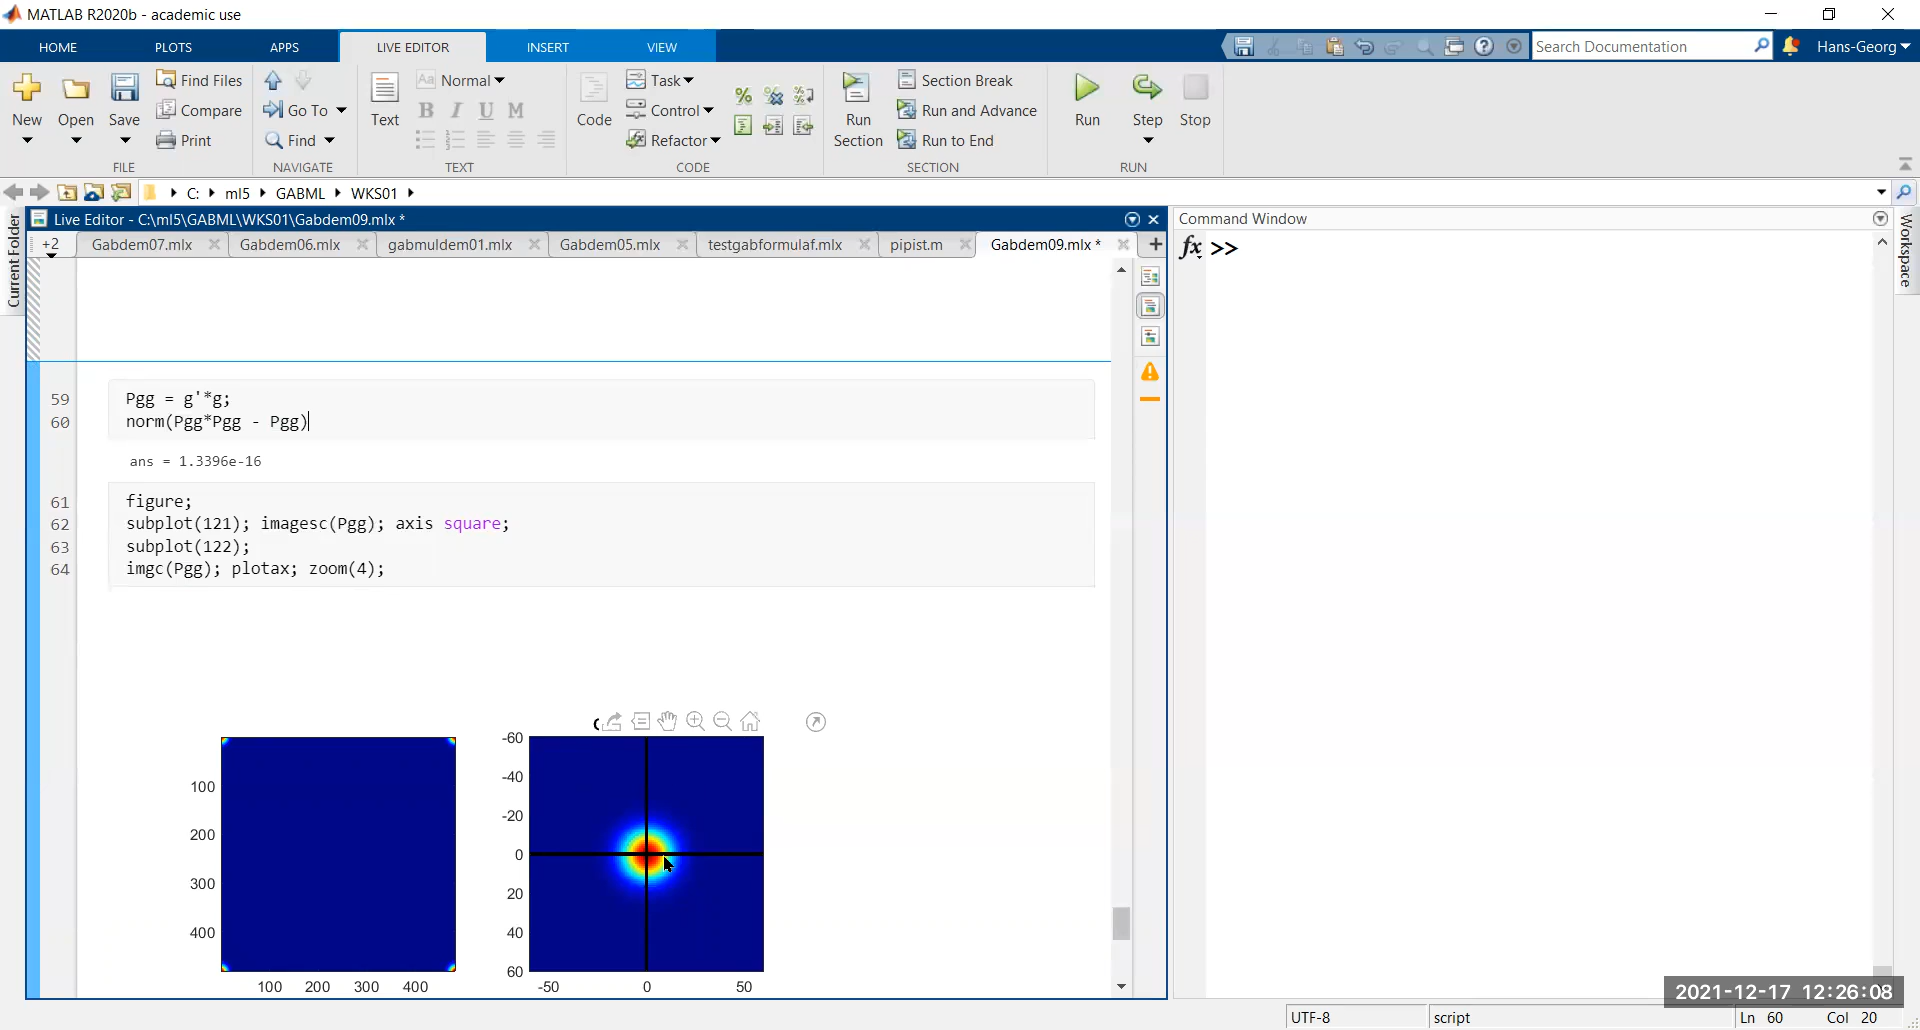 MATLAB R2020b - academic use
HOME PLOTS APPS LIVE EDITOR INSERT VIEW Search Documentation Hans-Georg
New Open Save Find Files Compare Print Go To Find Text Aa Normal B I U M Code Task Control Refactor Run Section Section Break Run and Advance Run to End Run Step Stop
FILE NAVIGATE TEXT CODE SECTION RUN
C: ml5 GABML WKS01
Current Folder
Live Editor - C:\ml5\GABML\WKS01\Gabdem09.mlx *
+2 Gabdem07.mlx Gabdem06.mlx gabmuldem01.mlx Gabdem05.mlx testgabformulaf.mlx pipist.m Gabdem09.mlx *
59 Pgg = g'*g;
60 norm(Pgg*Pgg - Pgg)
ans = 1.3396e-16
61 figure;
62 subplot(121); imagesc(Pgg); axis square;
63 subplot(122);
64 imgc(Pgg); plotax; zoom(4);
100
200
300
400
100 200 300 400
-60
-40
-20
0
20
40
60
-50 0 50
Command Window
fx >>
Workspace
2021-12-17 12:26:08
UTF-8 script Ln 60 Col 20